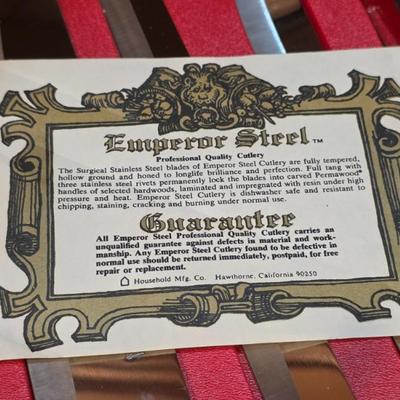 Emperor Steel™
Professional Quality Cutlery
The Surgical Stainless Steel blades of Emperor Steel Cutlery are fully tempered,
hollow ground and honed to longlife brilliance and perfection. Full tang with
three stainless steel rivets permanently lock the blades into carved Permawood®
handles of selected hardwoods, laminated and impregnated with resin under high
pressure and heat. Emperor Steel Cutlery is dishwasher safe and resistant to
chipping, staining, cracking and burning under normal use.
Guarantee
All Emperor Steel Professional Quality Cutlery carries an
unqualified guarantee against defects in material and work-
manship. Any Emperor Steel Cutlery found to be defective in
normal use should be returned immediately, postpaid, for free
repair or replacement.
Household Mfg. Co. Hawthorne, California 90250